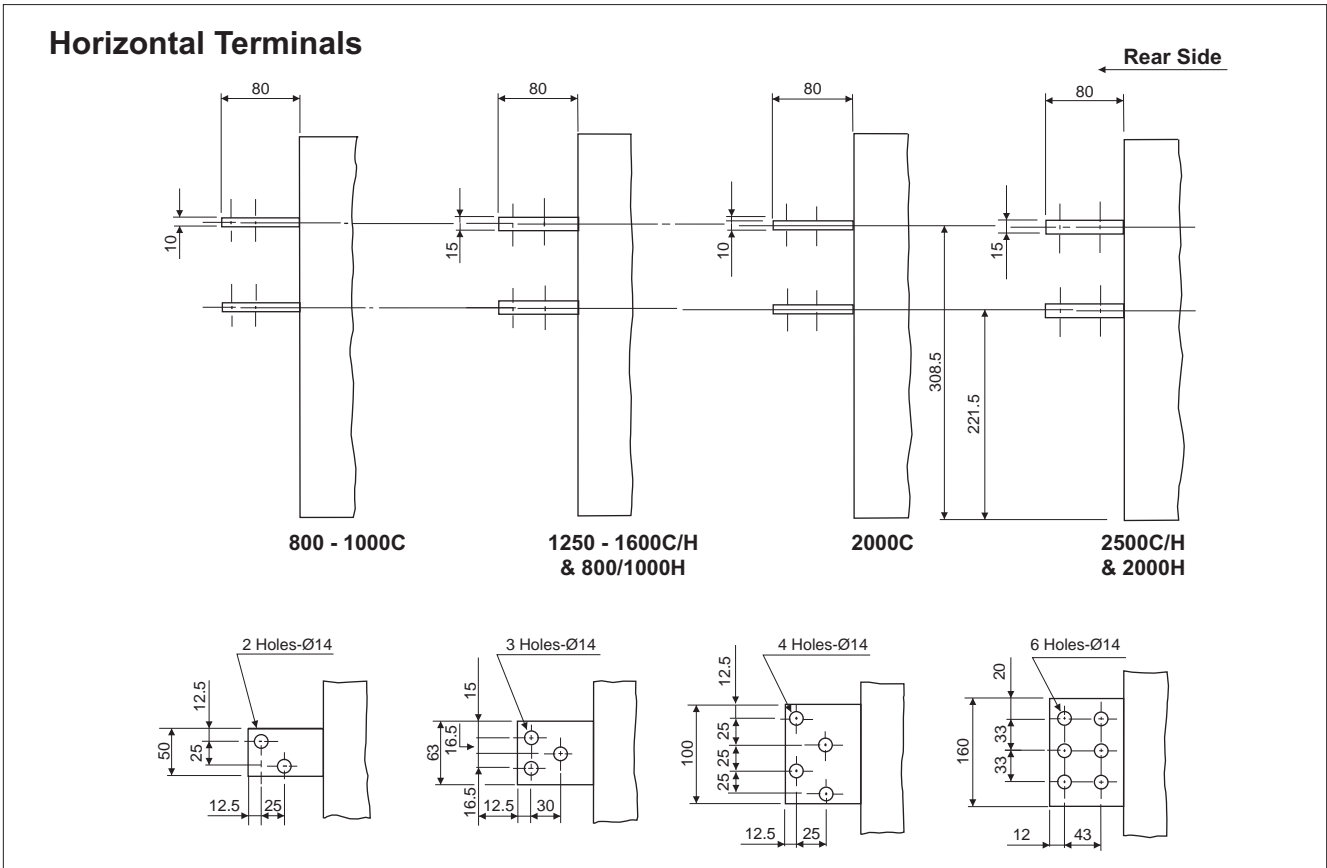 Horizontal Terminals
Rear Side
80
80
80
80
10
15
10
15
308.5
221.5
800 - 1000C
1250 - 1600C/H
& 800/1000H
2000C
2500C/H
& 2000H
2 Holes-Ø14
3 Holes-Ø14
4 Holes-Ø14
6 Holes-Ø14
12.5
50
25
12.5
25
15
63
16.5
16.5
12.5
30
12.5
100
25
25
25
12.5
25
20
160
33
33
12
43